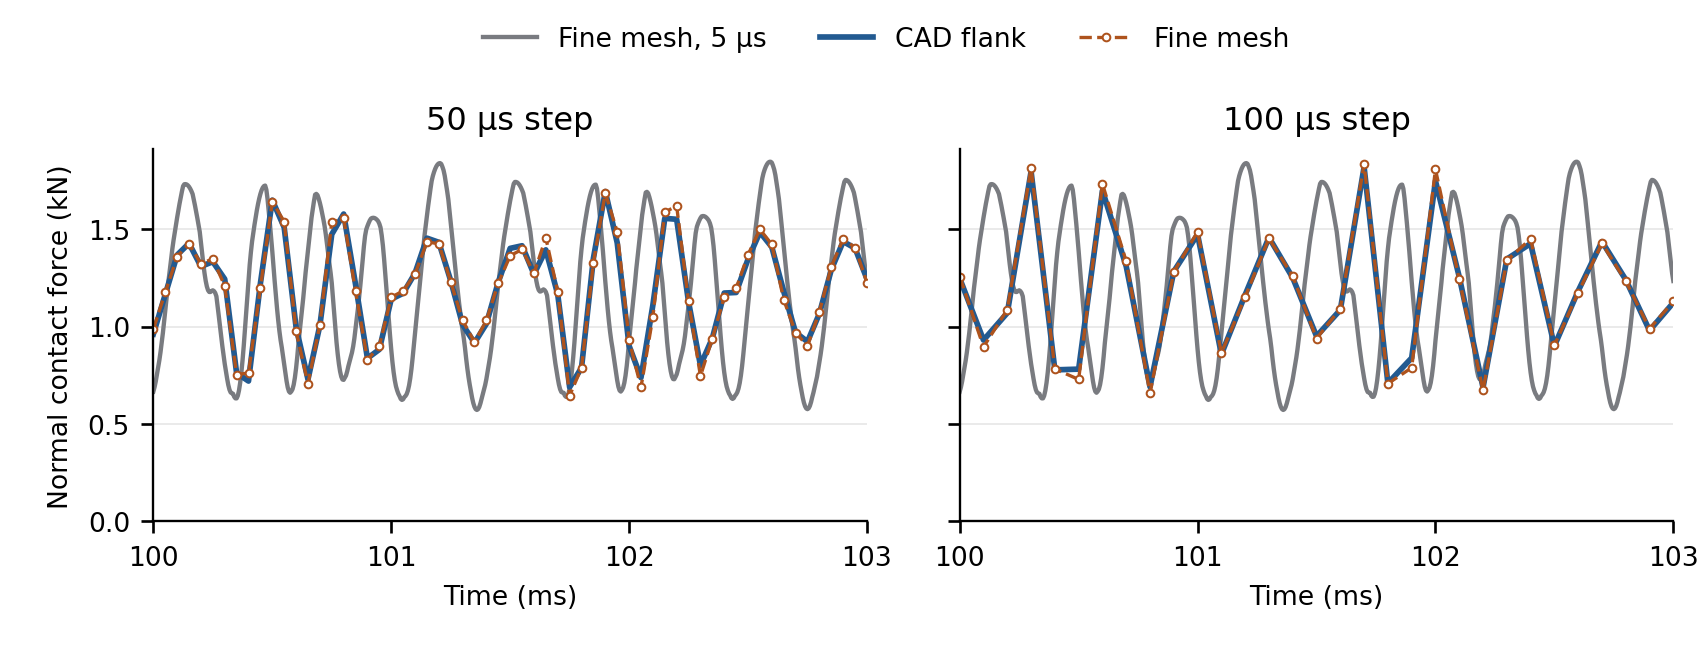 Fine mesh, 5 µs CAD flank Fine mesh
50 µs step
100 µs step
Normal contact force (kN)
1.5
1.0
0.5
0.0
100 101 102 103
100 101 102 103
Time (ms)
Time (ms)